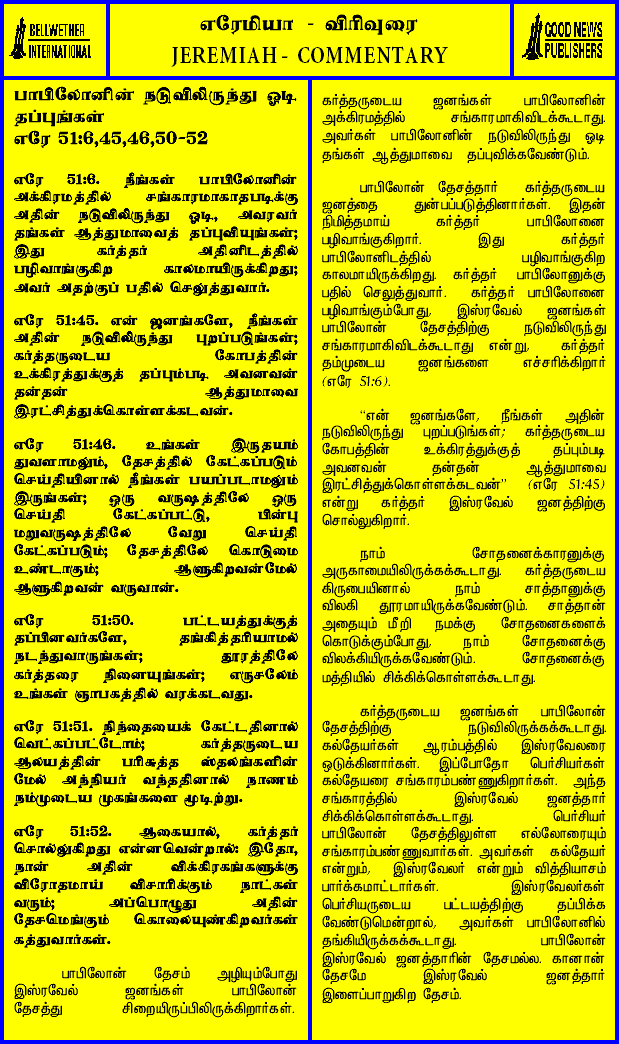 BELLWETHER
INTERNATIONAL
எரேமியா - விரிவுரை
JEREMIAH - COMMENTARY
GOOD NEWS
PUBLISHERS
பாபிலோனின் நடுவிலிருந்து ஓடி
தப்புங்கள்
எரே 51:6,45,46,50-52
எரே 51:6. நீங்கள் பாபிலோனின்
அக்கிரமத்தில் சங்காரமாகாதபடிக்கு
அதின் நடுவிலிருந்து ஓடி, அவரவர்
தங்கள் ஆத்துமாவைத் தப்புவியுங்கள்;
இது கர்த்தர் அதினிடத்தில்
பழிவாங்குகிற காலமாயிருக்கிறது;
அவர் அதற்குப் பதில் செலுத்துவார்.
எரே 51:45. என் ஜனங்களே, நீங்கள்
அதின் நடுவிலிருந்து புறப்படுங்கள்;
கர்த்தருடைய கோபத்தின்
உக்கிரத்துக்குத் தப்பும்படி அவனவன்
தன்தன் ஆத்துமாவை
இரட்சித்துக்கொள்ளக்கடவன்.
எரே 51:46. உங்கள் இருதயம்
துவளாமலும், தேசத்தில் கேட்கப்படும்
செய்தியினால் நீங்கள் பயப்படாமலும்
இருங்கள்; ஒரு வருஷத்திலே ஒரு
செய்தி கேட்கப்பட்டு, பின்பு
மறுவருஷத்திலே வேறு செய்தி
கேட்கப்படும்; தேசத்திலே கொடுமை
உண்டாகும்; ஆளுகிறவன்மேல்
ஆளுகிறவன் வருவான்.
எரே 51:50. பட்டயத்துக்குத்
தப்பினவர்களே, தங்கித்தரியாமல்
நடந்துவாருங்கள்; தூரத்திலே
கர்த்தரை நினையுங்கள்; எருசலேம்
உங்கள் ஞாபகத்தில் வரக்கடவது.
எரே 51:51. நிந்தையைக் கேட்டதினால்
வெட்கப்பட்டோம்; கர்த்தருடைய
ஆலயத்தின் பரிசுத்த ஸ்தலங்களின்
மேல் அந்நியர் வந்ததினால் நாணம்
நம்முடைய முகங்களை மூடிற்று.
எரே 51:52. ஆகையால், கர்த்தர்
சொல்லுகிறது என்னவென்றால்: இதோ,
நான் அதின் விக்கிரகங்களுக்கு
விரோதமாய் விசாரிக்கும் நாட்கள்
வரும்; அப்பொழுது அதின்
தேசமெங்கும் கொலையுண்கிறவர்கள்
கத்துவார்கள்.
பாபிலோன் தேசம் அழியும்போது
இஸ்ரவேல் ஜனங்கள் பாபிலோன்
தேசத்து சிறையிருப்பிலிருக்கிறார்கள்.
கர்த்தருடைய ஜனங்கள் பாபிலோனின்
அக்கிரமத்தில் சங்காரமாகிவிடக்கூடாது.
அவர்கள் பாபிலோனின் நடுவிலிருந்து ஓடி
தங்கள் ஆத்துமாவை தப்புவிக்கவேண்டும்.
பாபிலோன் தேசத்தார் கர்த்தருடைய
ஜனத்தை துன்பப்படுத்தினார்கள். இதன்
நிமித்தமாய் கர்த்தர் பாபிலோனை
பழிவாங்குகிறார். இது கர்த்தர்
பாபிலோனிடத்தில் பழிவாங்குகிற
காலமாயிருக்கிறது. கர்த்தர் பாபிலோனுக்கு
பதில் செலுத்துவார். கர்த்தர் பாபிலோனை
பழிவாங்கும்போது, இஸ்ரவேல் ஜனங்கள்
பாபிலோன் தேசத்திற்கு நடுவிலிருந்து
சங்காரமாகிவிடக்கூடாது என்று, கர்த்தர்
தம்முடைய ஜனங்களை எச்சரிக்கிறார்
(எரே 51:6).
"என் ஜனங்களே, நீங்கள் அதின்
நடுவிலிருந்து புறப்படுங்கள்; கர்த்தருடைய
கோபத்தின் உக்கிரத்துக்குத் தப்பும்படி
அவனவன் தன்தன் ஆத்துமாவை
இரட்சித்துக்கொள்ளக்கடவன்" (எரே 51:45)
என்று கர்த்தர் இஸ்ரவேல் ஜனத்திற்கு
சொல்லுகிறார்.
நாம் சோதனைக்காரனுக்கு
அருகாமையிலிருக்கக்கூடாது. கர்த்தருடைய
கிருபையினால் நாம் சாத்தானுக்கு
விலகி தூரமாயிருக்கவேண்டும். சாத்தான்
அதையும் மீறி நமக்கு சோதனைகளைக்
கொடுக்கும்போது, நாம் சோதனைக்கு
விலக்கியிருக்கவேண்டும். சோதனைக்கு
மத்தியில் சிக்கிக்கொள்ளக்கூடாது.
கர்த்தருடைய ஜனங்கள் பாபிலோன்
தேசத்திற்கு நடுவிலிருக்கக்கூடாது.
கல்தேயர்கள் ஆரம்பத்தில் இஸ்ரவேலரை
ஒடுக்கினார்கள். இப்போதோ பெர்சியர்கள்
கல்தேயரை சங்காரம்பண்ணுகிறார்கள். அந்த
சங்காரத்தில் இஸ்ரவேல் ஜனத்தார்
சிக்கிக்கொள்ளக்கூடாது. பெர்சியர்
பாபிலோன் தேசத்திலுள்ள எல்லோரையும்
சங்காரம்பண்ணுவார்கள். அவர்கள் கல்தேயர்
என்றும், இஸ்ரவேலர் என்றும் வித்தியாசம்
பார்க்கமாட்டார்கள். இஸ்ரவேலர்கள்
பெர்சியருடைய பட்டயத்திற்கு தப்பிக்க
வேண்டுமென்றால், அவர்கள் பாபிலோனில்
தங்கியிருக்கக்கூடாது. பாபிலோன்
இஸ்ரவேல் ஜனத்தாரின் தேசமல்ல. கானான்
தேசமே இஸ்ரவேல் ஜனத்தார்
இளைப்பாறுகிற தேசம்.